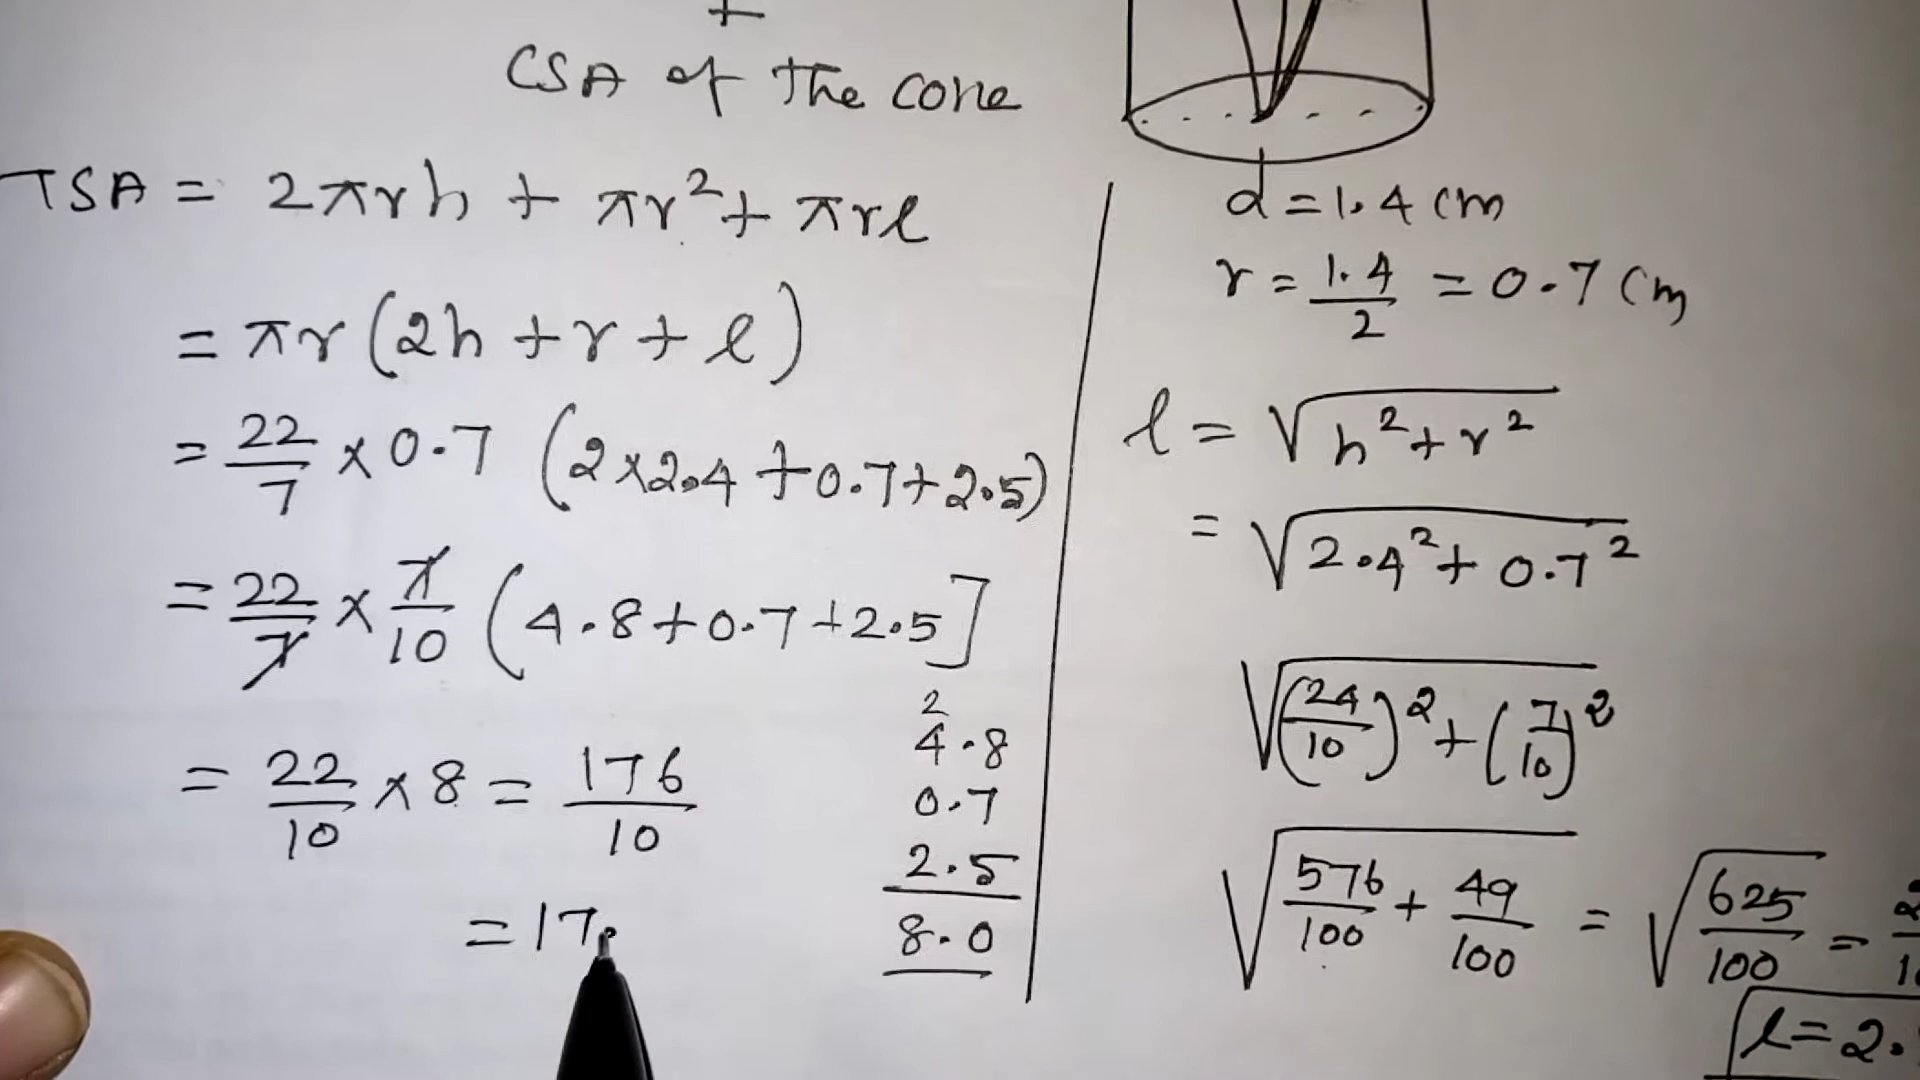 +
CSA of the cone
TSA = 2πrh + πr² + πrl
= πr (2h + r + l)
= 22/7 × 0.7 (2×2.4 + 0.7 + 2.5)
= 22/7 × 7/10 (4.8 + 0.7 + 2.5]
= 22/10 × 8 = 176/10
= 17.
2
4.8
0.7
2.5
8.0
d = 1.4 cm
r = 1.4/2 = 0.7 cm
l = √h² + r²
= √2.4² + 0.7²
√(24/10)² + (7/10)²
√576/100 + 49/100 = √625/100 =
l = 2.